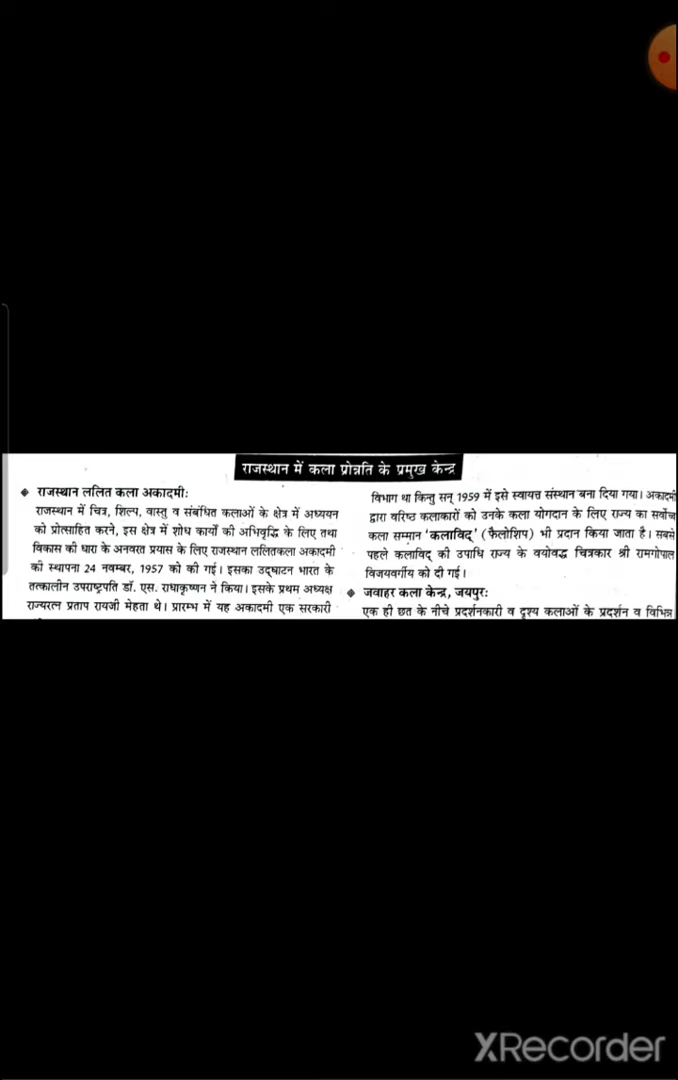 राजस्थान में कला प्रोन्नति के प्रमुख केन्द्र
राजस्थान ललित कला अकादमीः
राजस्थान में चित्र, शिल्प, वास्तु व संबंधित कलाओं के क्षेत्र में अध्ययन
को प्रोत्साहित करने, इस क्षेत्र में शोध कार्यों की अभिवृद्धि के लिए तथा
विकास की धारा के अनवरत प्रयास के लिए राजस्थान ललितकला अकादमी
की स्थापना 24 नवम्बर, 1957 को की गई। इसका उद्घाटन भारत के
तत्कालीन उपराष्ट्रपति डॉ. एस. राधाकृष्णन ने किया। इसके प्रथम अध्यक्ष
राज्यरत्न प्रताप रायजी मेहता थे। प्रारम्भ में यह अकादमी एक सरकारी
विभाग था किन्तु सन् 1959 में इसे स्वायत्त संस्थान बना दिया गया। अकादमी
द्वारा वरिष्ठ कलाकारों को उनके कला योगदान के लिए राज्य का सर्वोच्च
कला सम्मान 'कलाविद्' (फैलोशिप) भी प्रदान किया जाता है। सबसे
पहले कलाविद् की उपाधि राज्य के वयोवद्ध चित्रकार श्री रामगोपाल
विजयवर्गीय को दी गई।
जवाहर कला केन्द्र, जयपुरः
एक ही छत के नीचे प्रदर्शनकारी व दृश्य कलाओं के प्रदर्शन व विभिन्न
XRecorder